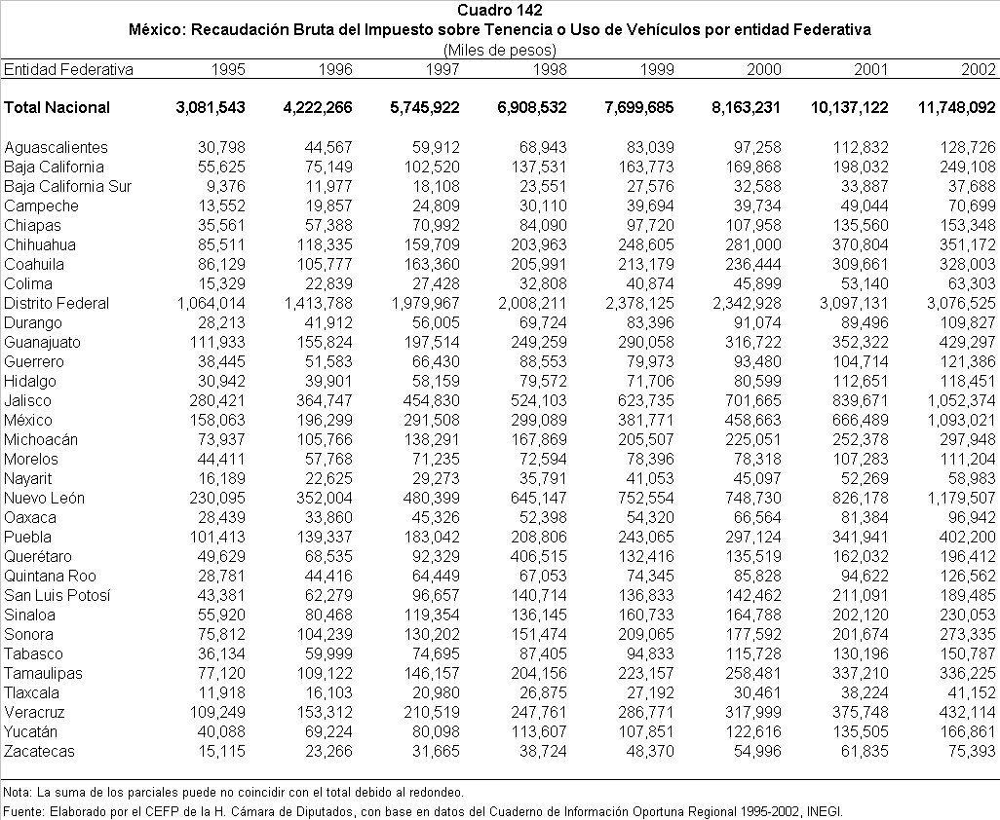 Cuadro 142
México: Recaudación Bruta del Impuesto sobre Tenencia o Uso de Vehículos por entidad Federativa
(Miles de pesos)
Entidad Federativa 1995 1996 1997 1998 1999 2000 2001 2002
Total Nacional 3,081,543 4,222,266 5,745,922 6,908,532 7,699,685 8,163,231 10,137,122 11,748,092
Aguascalientes 30,798 44,567 59,912 68,943 83,039 97,258 112,832 128,726
Baja California 55,625 75,149 102,520 137,531 163,773 169,868 198,032 249,108
Baja California Sur 9,376 11,977 18,108 23,551 27,576 32,588 33,887 37,688
Campeche 13,552 19,857 24,809 30,110 39,694 39,734 49,044 70,699
Chiapas 35,561 57,388 70,992 84,090 97,720 107,958 135,560 153,348
Chihuahua 85,511 118,335 159,709 203,963 248,605 281,000 370,804 351,172
Coahuila 86,129 105,777 163,360 205,991 213,179 236,444 309,661 328,003
Colima 15,329 22,839 27,428 32,808 40,874 45,899 53,140 63,303
Distrito Federal 1,064,014 1,413,788 1,979,967 2,008,211 2,378,125 2,342,928 3,097,131 3,076,525
Durango 28,213 41,912 56,005 69,724 83,396 91,074 89,496 109,827
Guanajuato 111,933 155,824 197,514 249,259 290,058 316,722 352,322 429,297
Guerrero 38,445 51,583 66,430 88,553 79,973 93,480 104,714 121,386
Hidalgo 30,942 39,901 58,159 79,572 71,706 80,599 112,651 118,451
Jalisco 280,421 364,747 454,830 524,103 623,735 701,665 839,671 1,052,374
México 158,063 196,299 291,508 299,089 381,771 458,663 666,489 1,093,021
Michoacán 73,937 105,766 138,291 167,869 205,507 225,051 252,378 297,948
Morelos 44,411 57,768 71,235 72,594 78,396 78,318 107,283 111,204
Nayarit 16,189 22,625 29,273 35,791 41,053 45,097 52,269 58,983
Nuevo León 230,095 352,004 480,399 645,147 752,554 748,730 826,178 1,179,507
Oaxaca 28,439 33,860 45,326 52,398 54,320 66,564 81,384 96,942
Puebla 101,413 139,337 183,042 208,806 243,065 297,124 341,941 402,200
Querétaro 49,629 68,535 92,329 406,515 132,416 135,519 162,032 196,412
Quintana Roo 28,781 44,416 64,449 67,053 74,345 85,828 94,622 126,562
San Luis Potosí 43,381 62,279 96,657 140,714 136,833 142,462 211,091 189,485
Sinaloa 55,920 80,468 119,354 136,145 160,733 164,788 202,120 230,053
Sonora 75,812 104,239 130,202 151,474 209,065 177,592 201,674 273,335
Tabasco 36,134 59,999 74,695 87,405 94,833 115,728 130,196 150,787
Tamaulipas 77,120 109,122 146,157 204,156 223,157 258,481 337,210 336,225
Tlaxcala 11,918 16,103 20,980 26,875 27,192 30,461 38,224 41,152
Veracruz 109,249 153,312 210,519 247,761 286,771 317,999 375,748 432,114
Yucatán 40,088 69,224 80,098 113,607 107,851 122,616 135,505 166,861
Zacatecas 15,115 23,266 31,665 38,724 48,370 54,996 61,835 75,393
Nota: La suma de los parciales puede no coincidir con el total debido al redondeo.
Fuente: Elaborado por el CEFP de la H. Cámara de Diputados, con base en datos del Cuaderno de Información Oportuna Regional 1995-2002, INEGI.